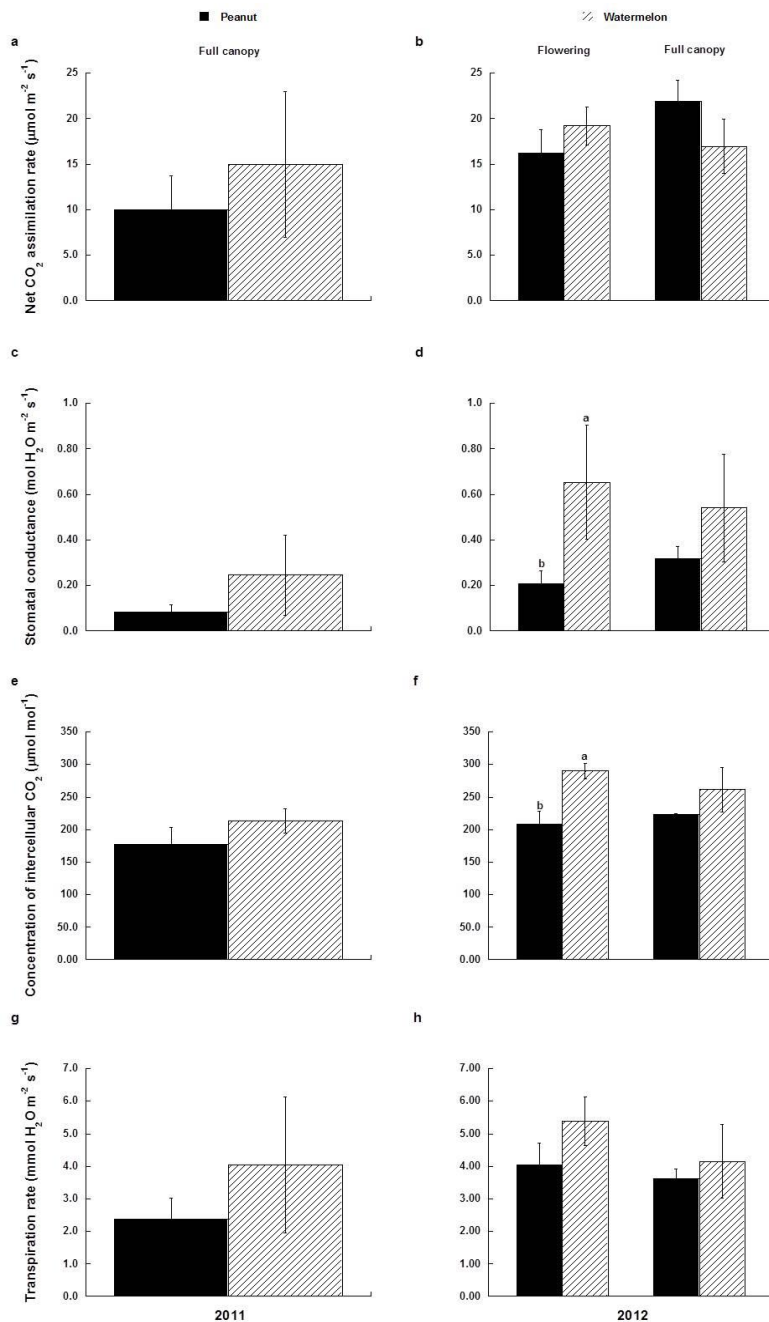 Peanut
Watermelon
a
Full canopy
b
Flowering
Full canopy
Net CO₂ assimilation rate (µmol m⁻² s⁻¹)
25
20
15
10
5.0
0.0
25
20
15
10
5.0
0.0
c
d
Stomatal conductance (mol H₂O m⁻² s⁻¹)
1.0
0.80
0.60
0.40
0.20
0.0
1.0
0.80
0.60
0.40
0.20
0.0
b
a
e
f
Concentration of intercellular CO₂ (µmol mol⁻¹)
350
300
250
200
150
100
50.0
0.00
350
300
250
200
150
100
50.0
0.00
b
a
g
h
Transpiration rate (mmol H₂O m⁻² s⁻¹)
7.0
6.0
5.0
4.0
3.0
2.0
1.0
0.0
7.00
6.00
5.00
4.00
3.00
2.00
1.00
0.00
2011
2012